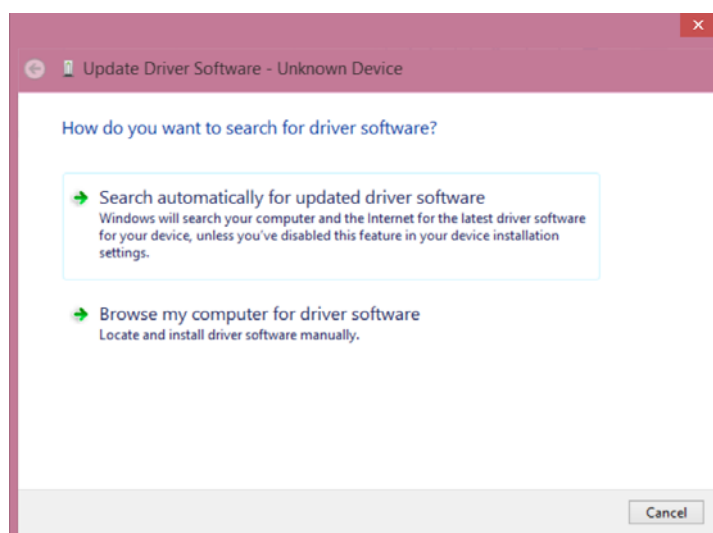 Update Driver Software - Unknown Device
How do you want to search for driver software?
Search automatically for updated driver software
Windows will search your computer and the Internet for the latest driver software
for your device, unless you've disabled this feature in your device installation
settings.
Browse my computer for driver software
Locate and install driver software manually.
Cancel